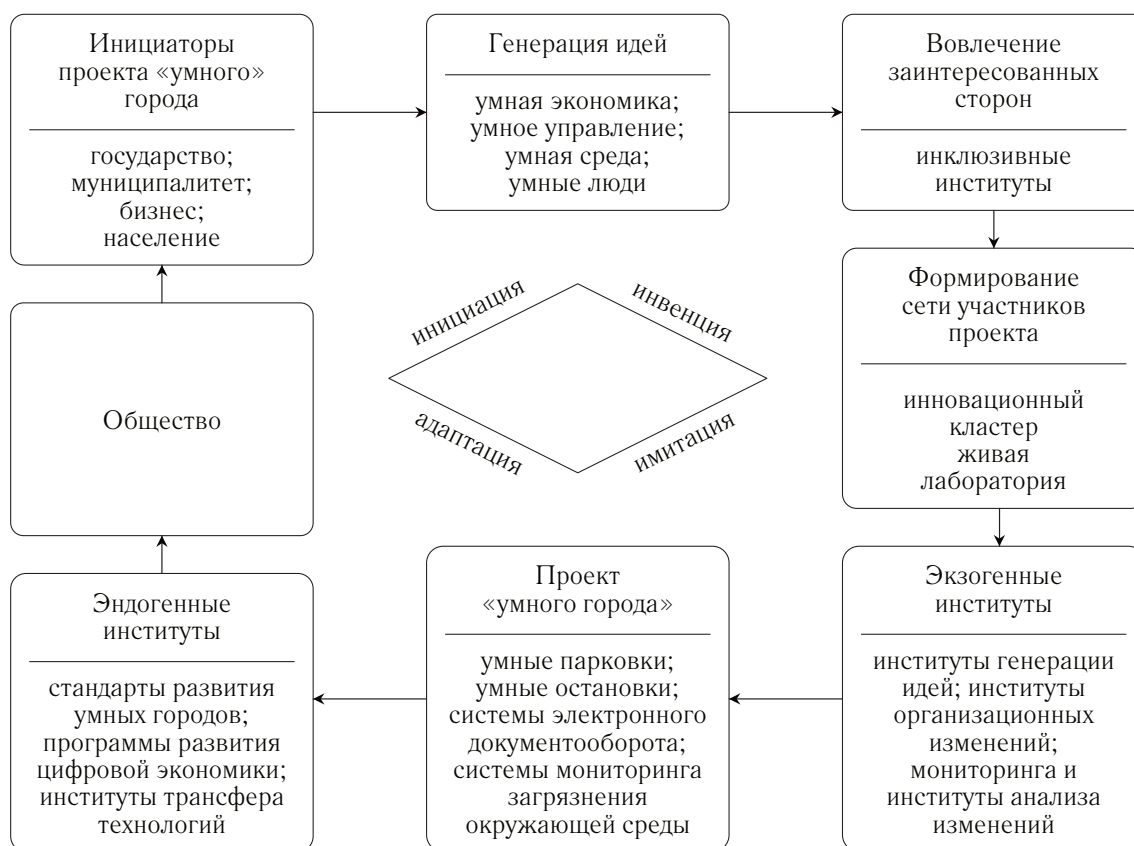 Инициаторы
проекта «умного»
города
государство;
муниципалитет;
бизнес;
население
Генерация идей
умная экономика;
умное управление;
умная среда;
умные люди
Вовлечение
заинтересованных
сторон
инклюзивные
институты
Формирование
сети участников
проекта
инновационный
кластер
живая
лаборатория
Экзогенные
институты
институты генерации
идей; институты
организационных
изменений;
мониторинга и
институты анализа
изменений
Проект
«умного города»
умные парковки;
умные остановки;
системы электронного
документооборота;
системы мониторинга
загрязнения
окружающей среды
Эндогенные
институты
стандарты развития
умных городов;
программы развития
цифровой экономики;
институты трансфера
технологий
Общество
инициация
инвенция
адаптация
имитация